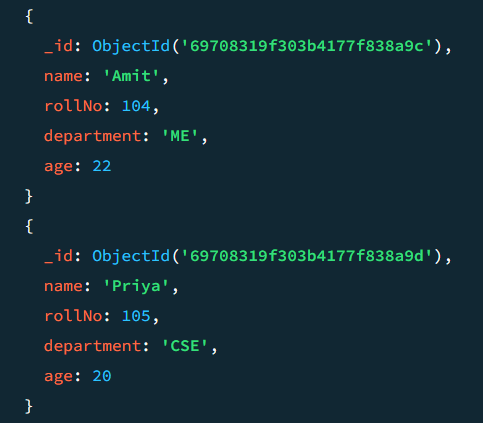 {
_id: ObjectId('69708319f303b4177f838a9c'),
name: 'Amit',
rollNo: 104,
department: 'ME',
age: 22
}
{
_id: ObjectId('69708319f303b4177f838a9d'),
name: 'Priya',
rollNo: 105,
department: 'CSE',
age: 20
}